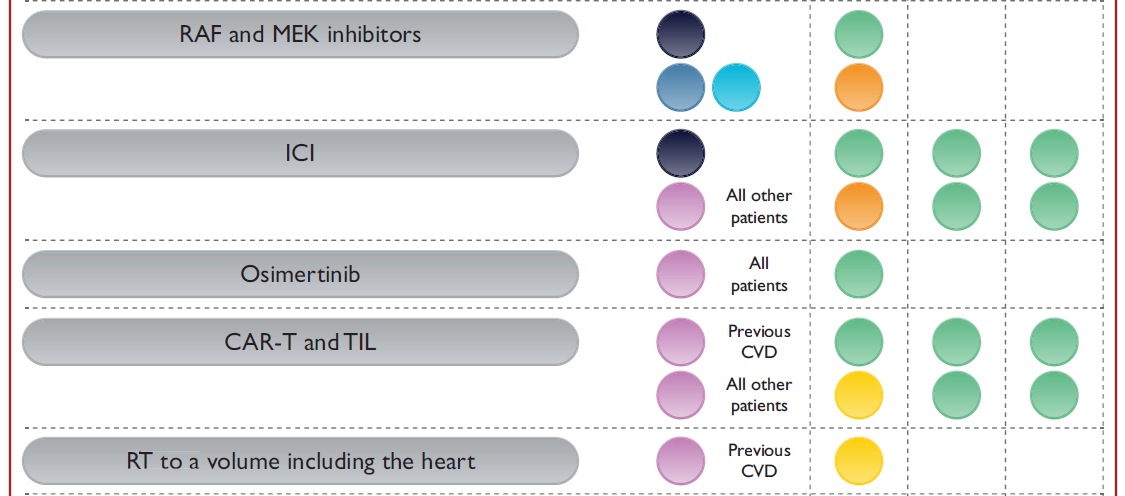 RAF and MEK inhibitors
ICI
All other
patients
Osimertinib
All
patients
CAR-T and TIL
Previous
CVD
All other
patients
RT to a volume including the heart
Previous
CVD